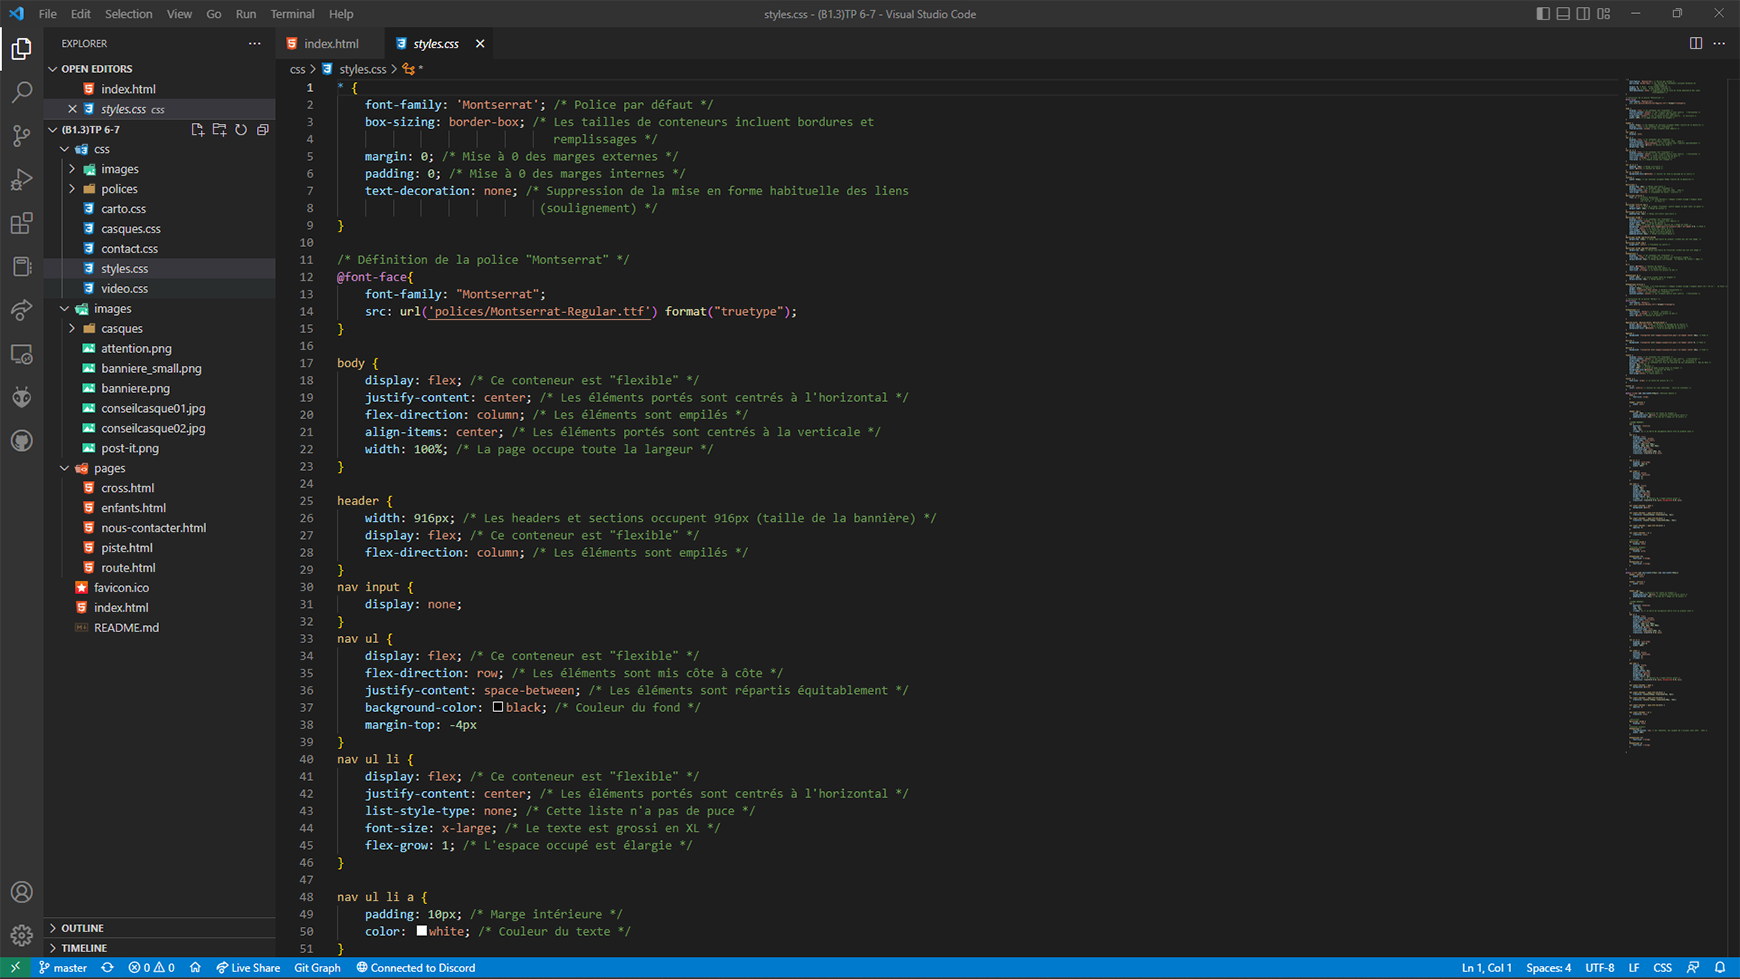 File Edit Selection View Go Run Terminal Help
styles.css - (B1.3)TP 6-7 - Visual Studio Code
EXPLORER
OPEN EDITORS
index.html
styles.css css
(B1.3)TP 6-7
css
images
polices
carto.css
casques.css
contact.css
styles.css
video.css
images
casques
attention.png
banniere_small.png
banniere.png
conseilcasque01.jpg
conseilcasque02.jpg
post-it.png
pages
cross.html
enfants.html
nous-contacter.html
piste.html
route.html
favicon.ico
index.html
README.md
OUTLINE
TIMELINE
index.html styles.css
css > styles.css > *
1 * {
2 font-family: 'Montserrat'; /* Police par défaut */
3 box-sizing: border-box; /* Les tailles de conteneurs incluent bordures et
4 remplissages */
5 margin: 0; /* Mise à 0 des marges externes */
6 padding: 0; /* Mise à 0 des marges internes */
7 text-decoration: none; /* Suppression de la mise en forme habituelle des liens
8 (soulignement) */
9 }
10
11 /* Définition de la police "Montserrat" */
12 @font-face{
13 font-family: "Montserrat";
14 src: url('polices/Montserrat-Regular.ttf') format("truetype");
15 }
16
17 body {
18 display: flex; /* Ce conteneur est "flexible" */
19 justify-content: center; /* Les éléments portés sont centrés à l'horizontal */
20 flex-direction: column; /* Les éléments sont empilés */
21 align-items: center; /* Les éléments portés sont centrés à la verticale */
22 width: 100%; /* La page occupe toute la largeur */
23 }
24
25 header {
26 width: 916px; /* Les headers et sections occupent 916px (taille de la bannière) */
27 display: flex; /* Ce conteneur est "flexible" */
28 flex-direction: column; /* Les éléments sont empilés */
29 }
30 nav input {
31 display: none;
32 }
33 nav ul {
34 display: flex; /* Ce conteneur est "flexible" */
35 flex-direction: row; /* Les éléments sont mis côte à côte */
36 justify-content: space-between; /* Les éléments sont répartis équitablement */
37 background-color: black; /* Couleur du fond */
38 margin-top: -4px
39 }
40 nav ul li {
41 display: flex; /* Ce conteneur est "flexible" */
42 justify-content: center; /* Les éléments portés sont centrés à l'horizontal */
43 list-style-type: none; /* Cette liste n'a pas de puce */
44 font-size: x-large; /* Le texte est grossi en XL */
45 flex-grow: 1; /* L'espace occupé est élargie */
46 }
47
48 nav ul li a {
49 padding: 10px; /* Marge intérieure */
50 color: white; /* Couleur du texte */
51 }
master 0 0 Live Share Git Graph Connected to Discord
Ln 1, Col 1 Spaces: 4 UTF-8 LF CSS